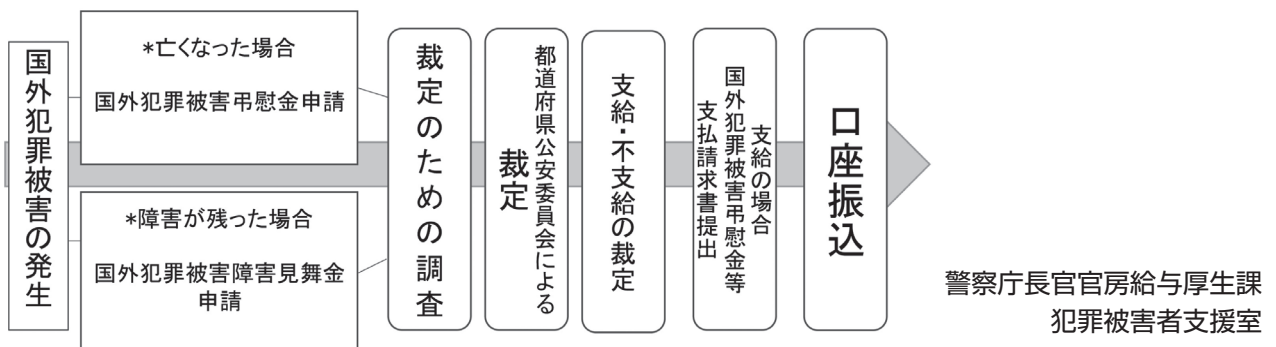 国外犯罪被害の発生
*亡くなった場合
国外犯罪被害弔慰金申請
*障害が残った場合
国外犯罪被害障害見舞金
申請
裁定のための調査
都道府県公安委員会による
裁定
支給・不支給の裁定
支給の場合
国外犯罪被害弔慰金等
支払請求書提出
口座振込
警察庁長官官房給与厚生課
犯罪被害者支援室